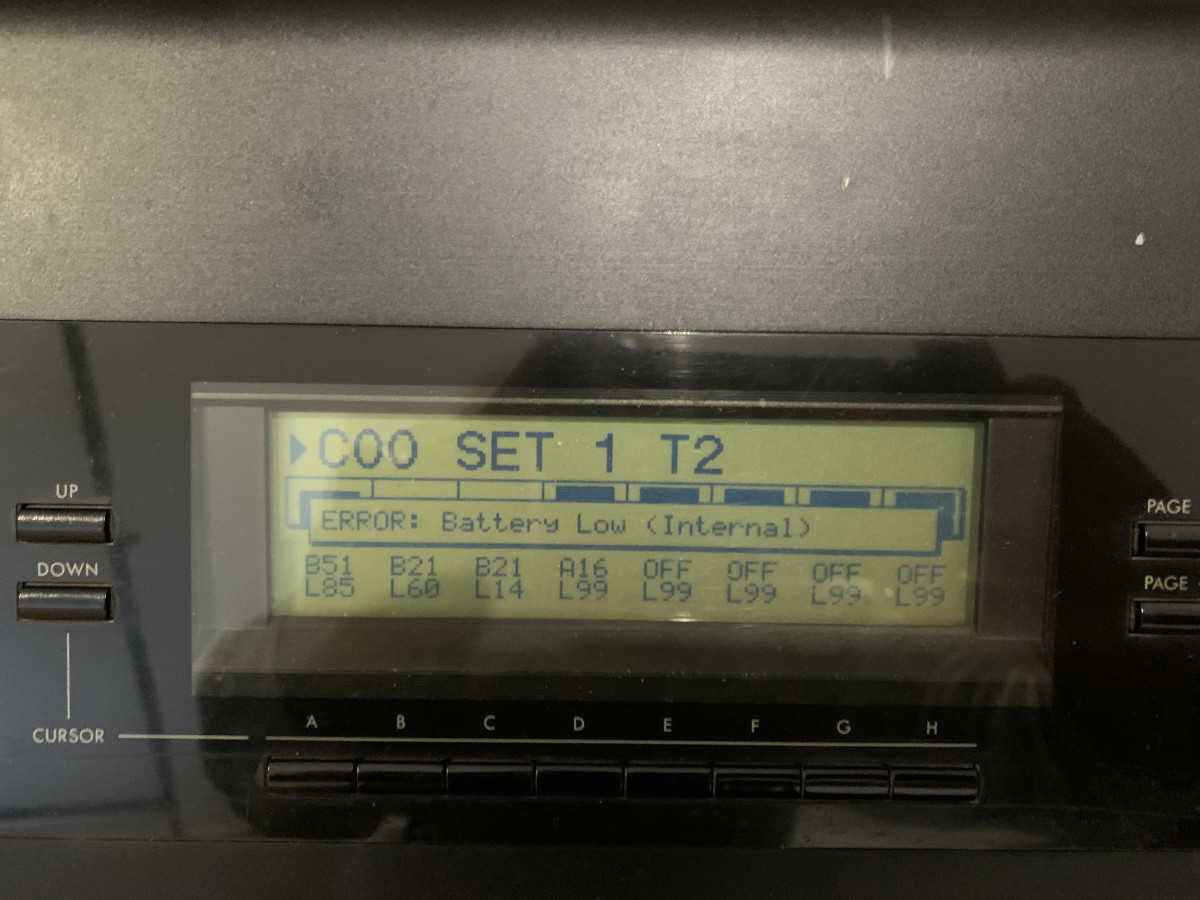 C00 SET 1 T2
ERROR: Battery Low (Internal)
B51 B21 B21 A16 OFF OFF OFF OFF
L85 L60 L14 L99 L99 L99 L99 L99
UP
DOWN
CURSOR
A B C D E F G H
PAGE
PAGE